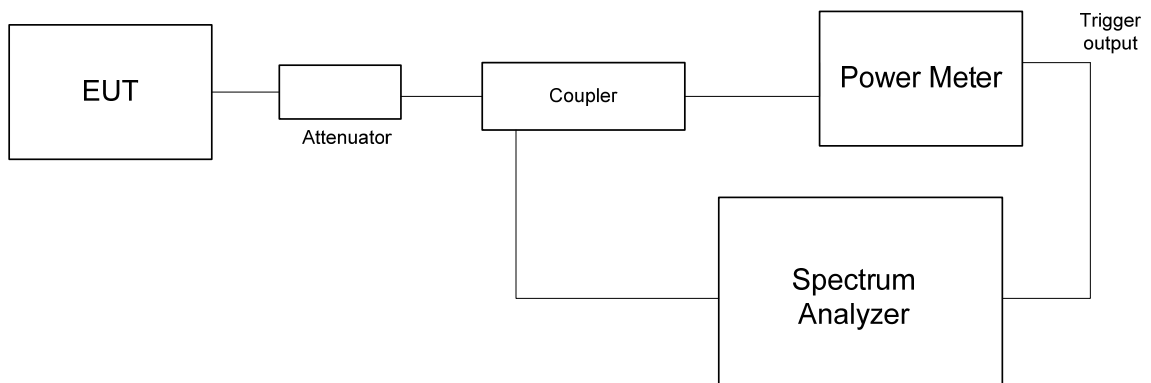 EUT
Attenuator
Coupler
Power Meter
Trigger
output
Spectrum
Analyzer